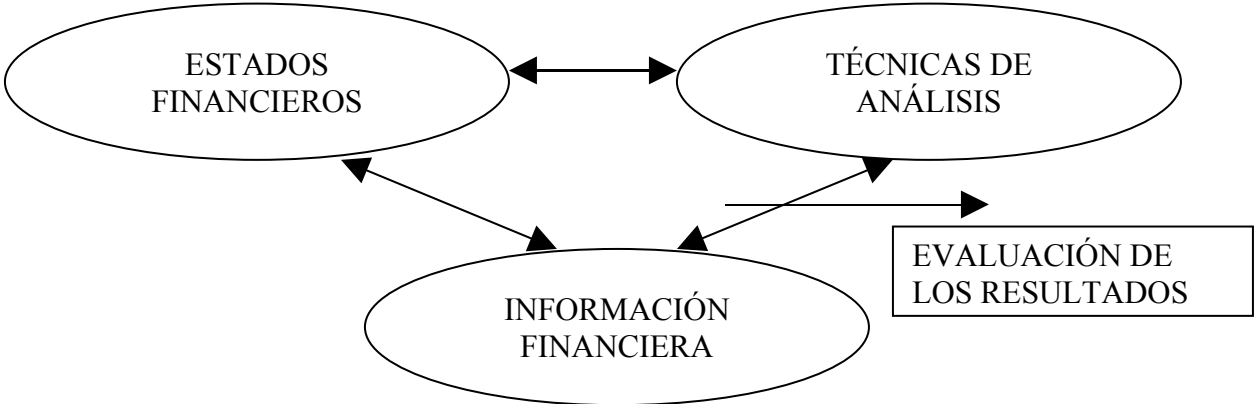 ESTADOS
FINANCIEROS
TÉCNICAS DE
ANÁLISIS
INFORMACIÓN
FINANCIERA
EVALUACIÓN DE
LOS RESULTADOS